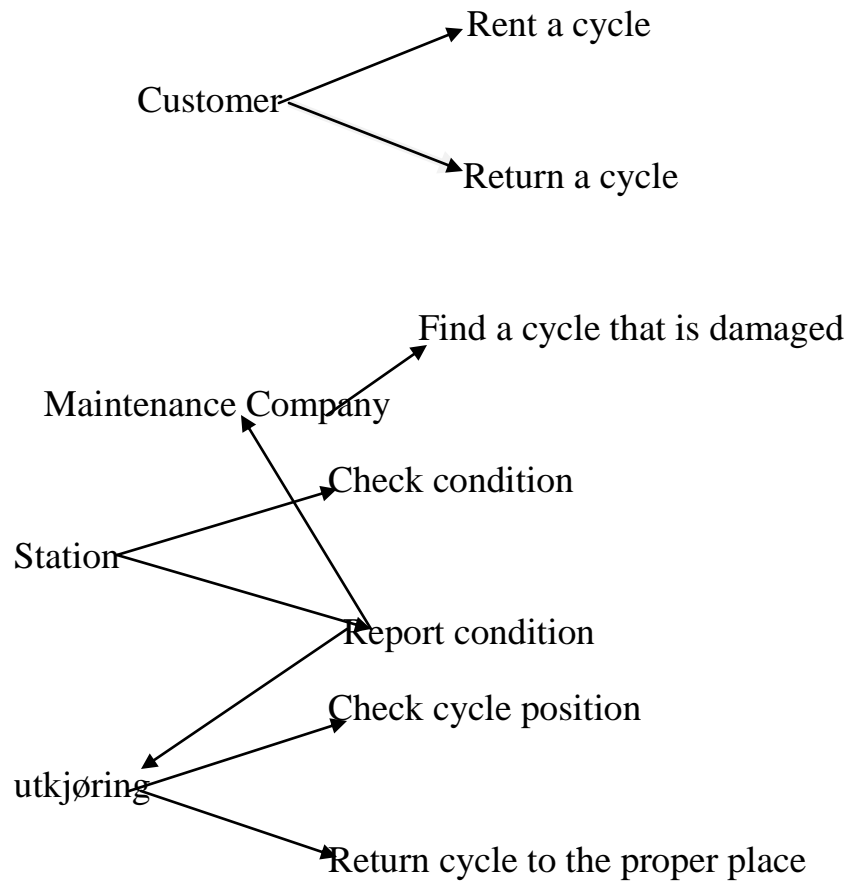 Rent a cycle
Customer
Return a cycle
Find a cycle that is damaged
Maintenance Company
Check condition
Station
Report condition
Check cycle position
utkjøring
Return cycle to the proper place